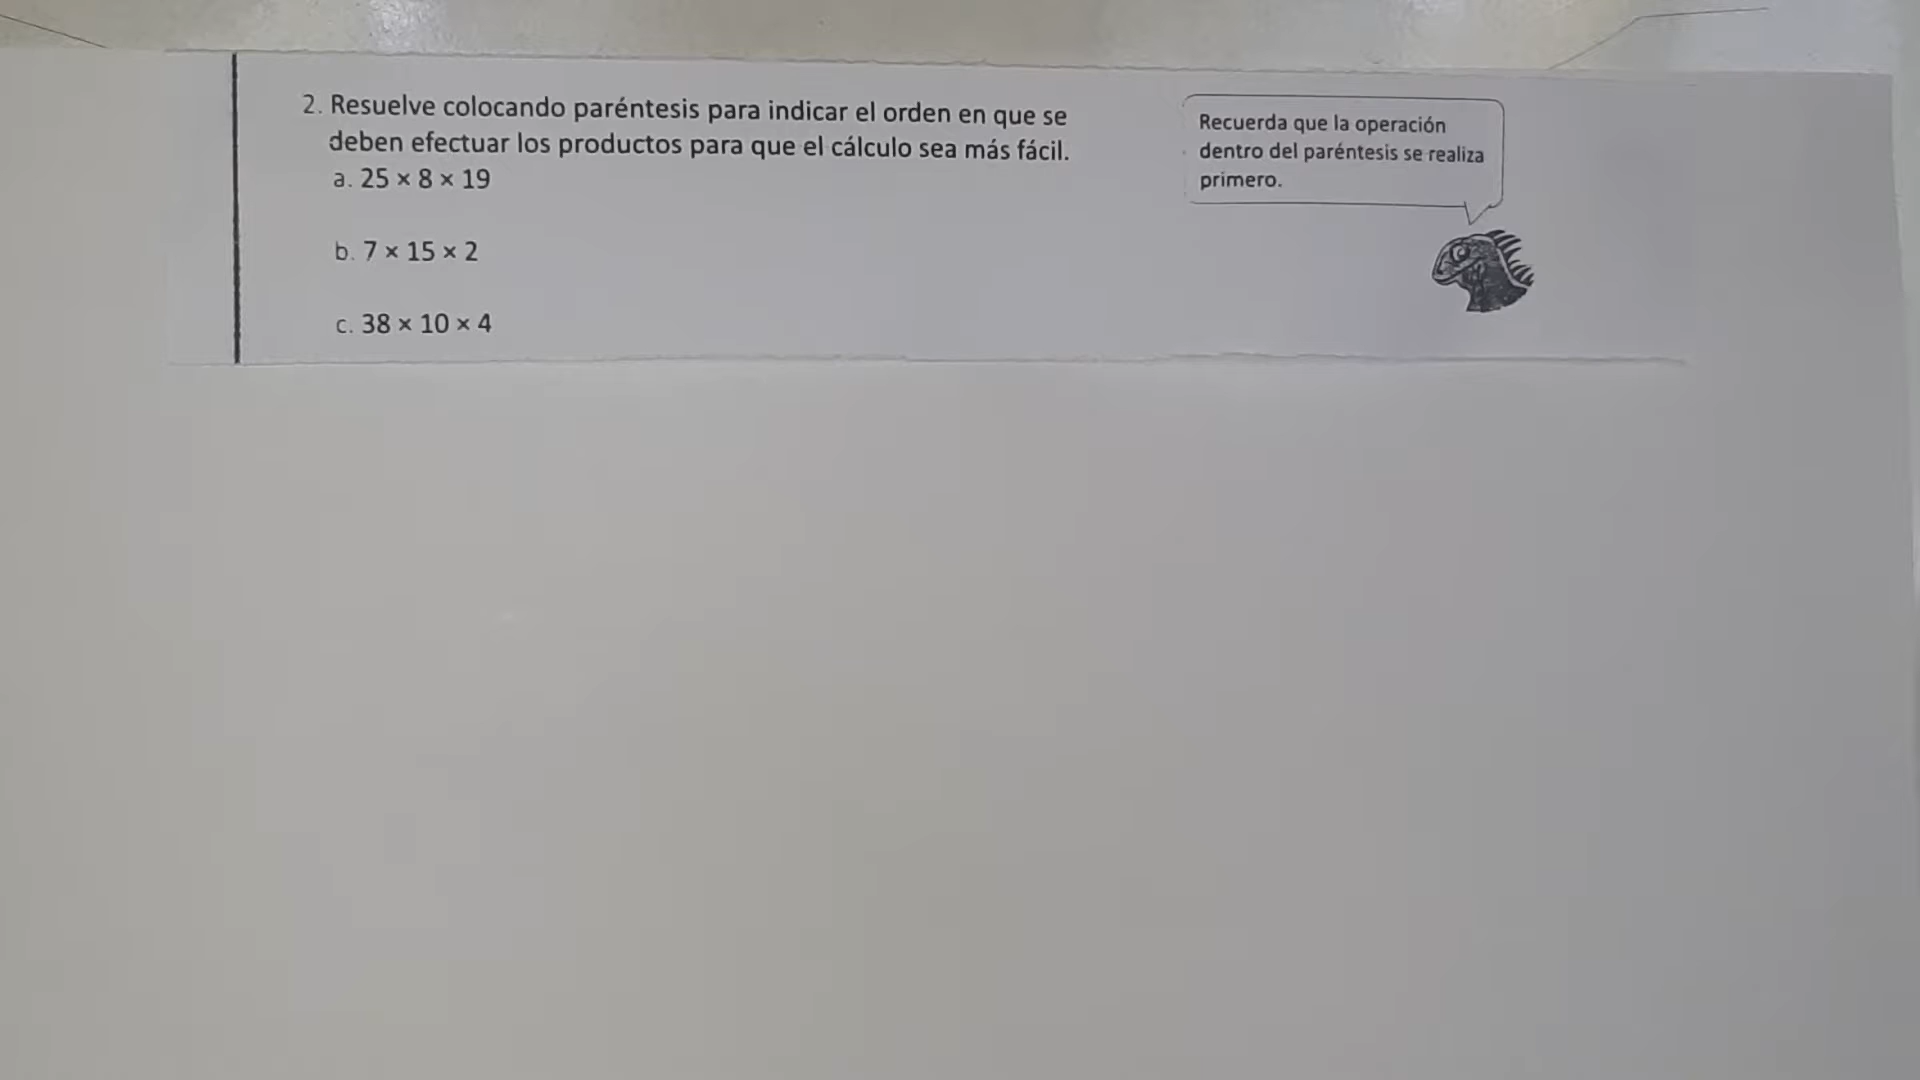 2. Resuelve colocando paréntesis para indicar el orden en que se
deben efectuar los productos para que el cálculo sea más fácil.
a. 25 × 8 × 19
b. 7 × 15 × 2
c. 38 × 10 × 4
Recuerda que la operación
dentro del paréntesis se realiza
primero.